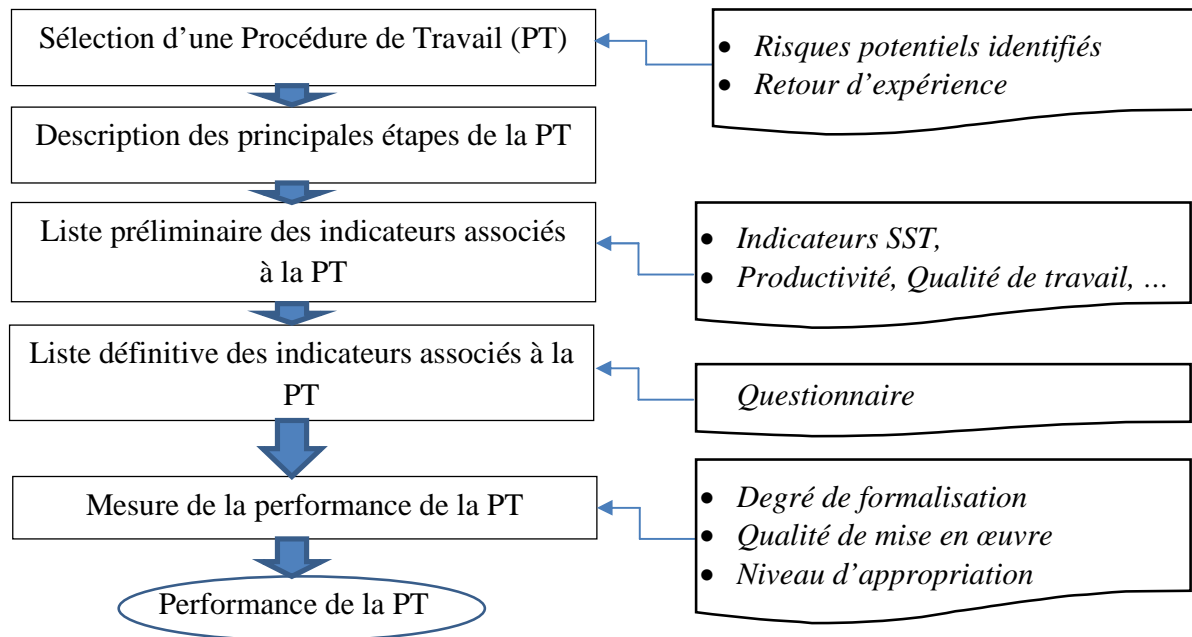 Sélection d’une Procédure de Travail (PT)
• Risques potentiels identifiés
• Retour d’expérience
Description des principales étapes de la PT
Liste préliminaire des indicateurs associés
à la PT
• Indicateurs SST,
• Productivité, Qualité de travail, …
Liste définitive des indicateurs associés à la
PT
Questionnaire
Mesure de la performance de la PT
• Degré de formalisation
• Qualité de mise en œuvre
• Niveau d’appropriation
Performance de la PT